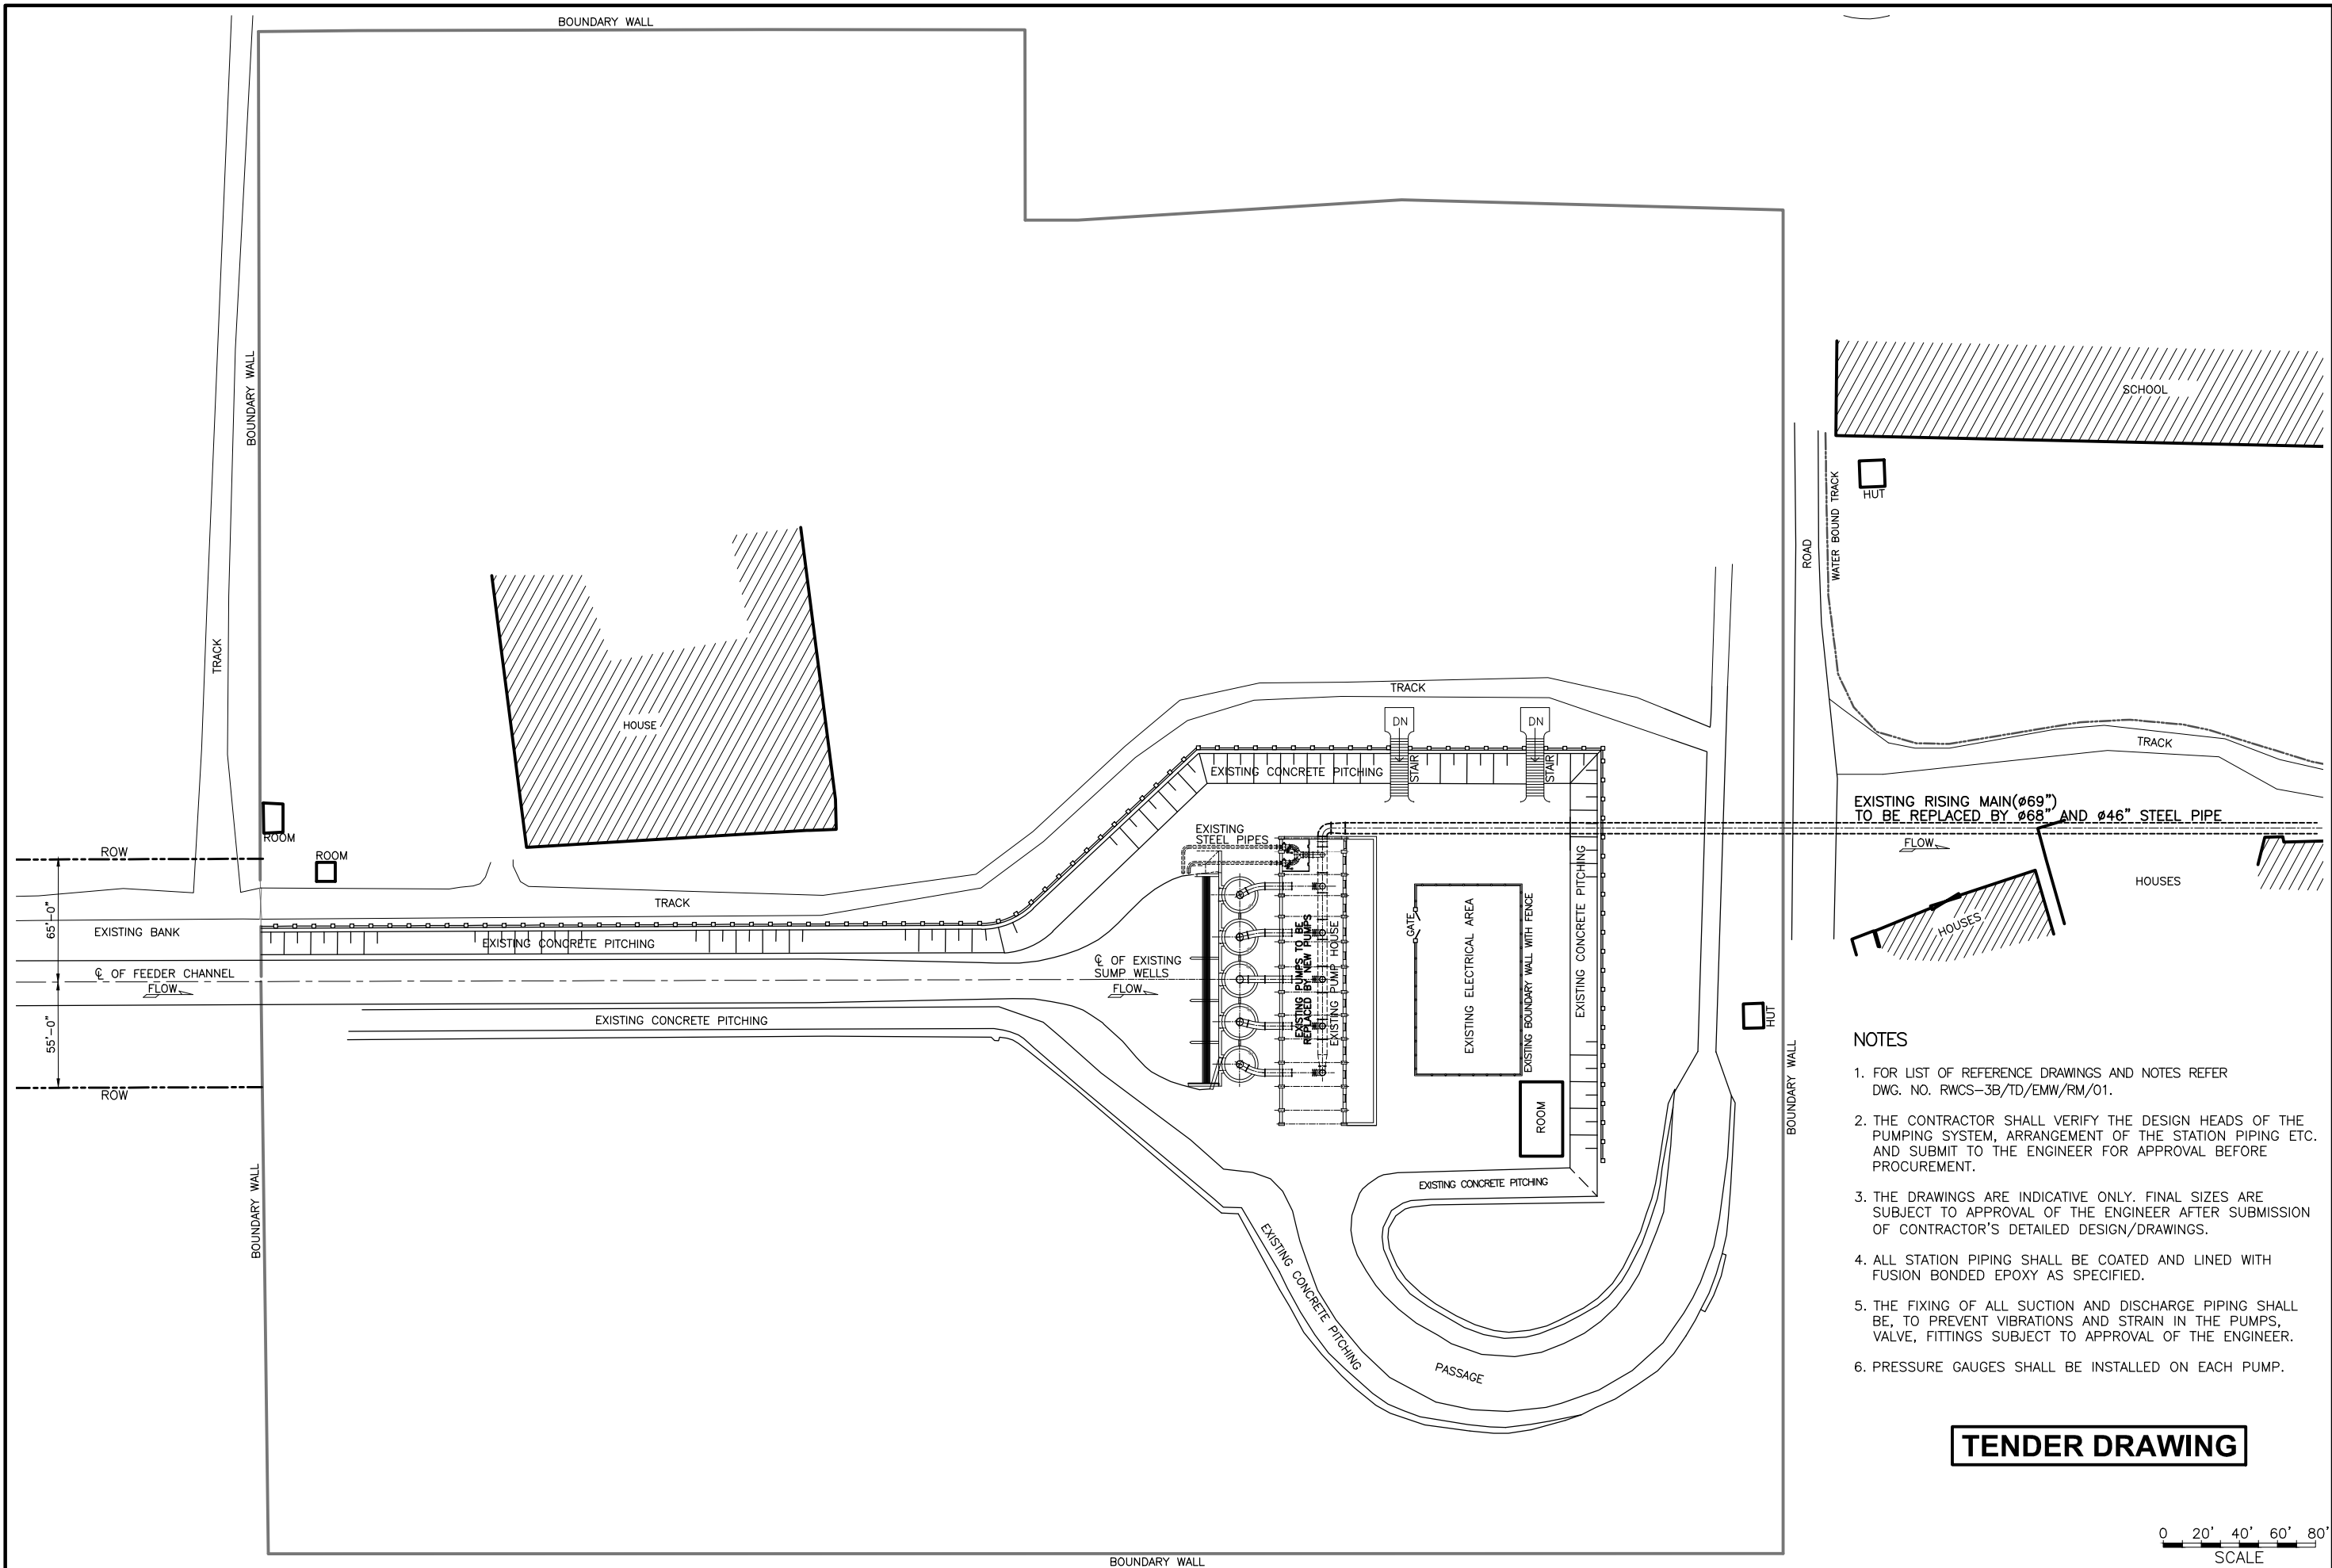 BOUNDARY WALL
BOUNDARY WALL
TRACK
HOUSE
ROOM
ROOM
ROW
65'-0"
EXISTING BANK
TRACK
EXISTING CONCRETE PITCHING
℄ OF FEEDER CHANNEL
FLOW
55'-0"
EXISTING CONCRETE PITCHING
ROW
BOUNDARY WALL
TRACK
DN
DN
STAIR
STAIR
EXISTING CONCRETE PITCHING
EXISTING
STEEL PIPES
℄ OF EXISTING
SUMP WELLS
FLOW
EXISTING PUMPS TO BE
REPLACED BY NEW PUMPS
EXISTING PUMP HOUSE
GATE
EXISTING ELECTRICAL AREA
EXISTING BOUNDARY WALL WITH FENCE
EXISTING CONCRETE PITCHING
ROOM
EXISTING CONCRETE PITCHING
EXISTING CONCRETE PITCHING
PASSAGE
HUT
BOUNDARY WALL
BOUNDARY WALL
SCHOOL
HUT
ROAD
WATER BOUND TRACK
TRACK
EXISTING RISING MAIN(ø69")
TO BE REPLACED BY ø68" AND ø46" STEEL PIPE
FLOW
HOUSES
HOUSES
NOTES
1. FOR LIST OF REFERENCE DRAWINGS AND NOTES REFER
DWG. NO. RWCS-3B/TD/EMW/RM/01.
2. THE CONTRACTOR SHALL VERIFY THE DESIGN HEADS OF THE
PUMPING SYSTEM, ARRANGEMENT OF THE STATION PIPING ETC.
AND SUBMIT TO THE ENGINEER FOR APPROVAL BEFORE
PROCUREMENT.
3. THE DRAWINGS ARE INDICATIVE ONLY. FINAL SIZES ARE
SUBJECT TO APPROVAL OF THE ENGINEER AFTER SUBMISSION
OF CONTRACTOR'S DETAILED DESIGN/DRAWINGS.
4. ALL STATION PIPING SHALL BE COATED AND LINED WITH
FUSION BONDED EPOXY AS SPECIFIED.
5. THE FIXING OF ALL SUCTION AND DISCHARGE PIPING SHALL
BE, TO PREVENT VIBRATIONS AND STRAIN IN THE PUMPS,
VALVE, FITTINGS SUBJECT TO APPROVAL OF THE ENGINEER.
6. PRESSURE GAUGES SHALL BE INSTALLED ON EACH PUMP.
TENDER DRAWING
0 20' 40' 60' 80'
SCALE